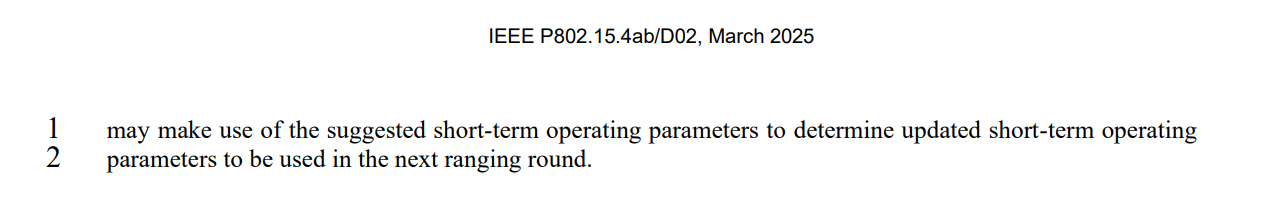 IEEE P802.15.4ab/D02, March 2025
1 may make use of the suggested short-term operating parameters to determine updated short-term operating
2 parameters to be used in the next ranging round.